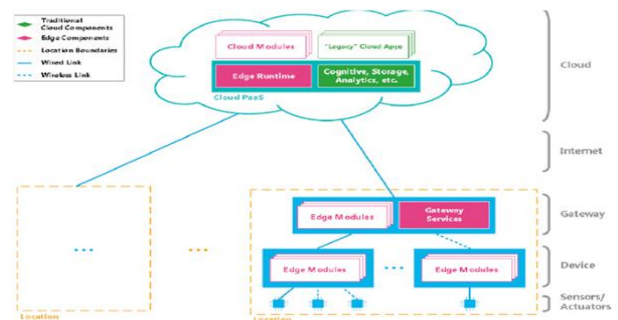 Traditional
Cloud Components
Edge Components
Location Boundaries
Wired Link
Wireless Link
Cloud Modules
"Legacy" Cloud Apps
Edge Runtime
Cognitive, Storage,
Analytics, etc.
Cloud PaaS
Cloud
Internet
Edge Modules
Gateway
Services
Gateway
Edge Modules
...
Edge Modules
Device
...
...
Sensors/
Actuators
Location
Location